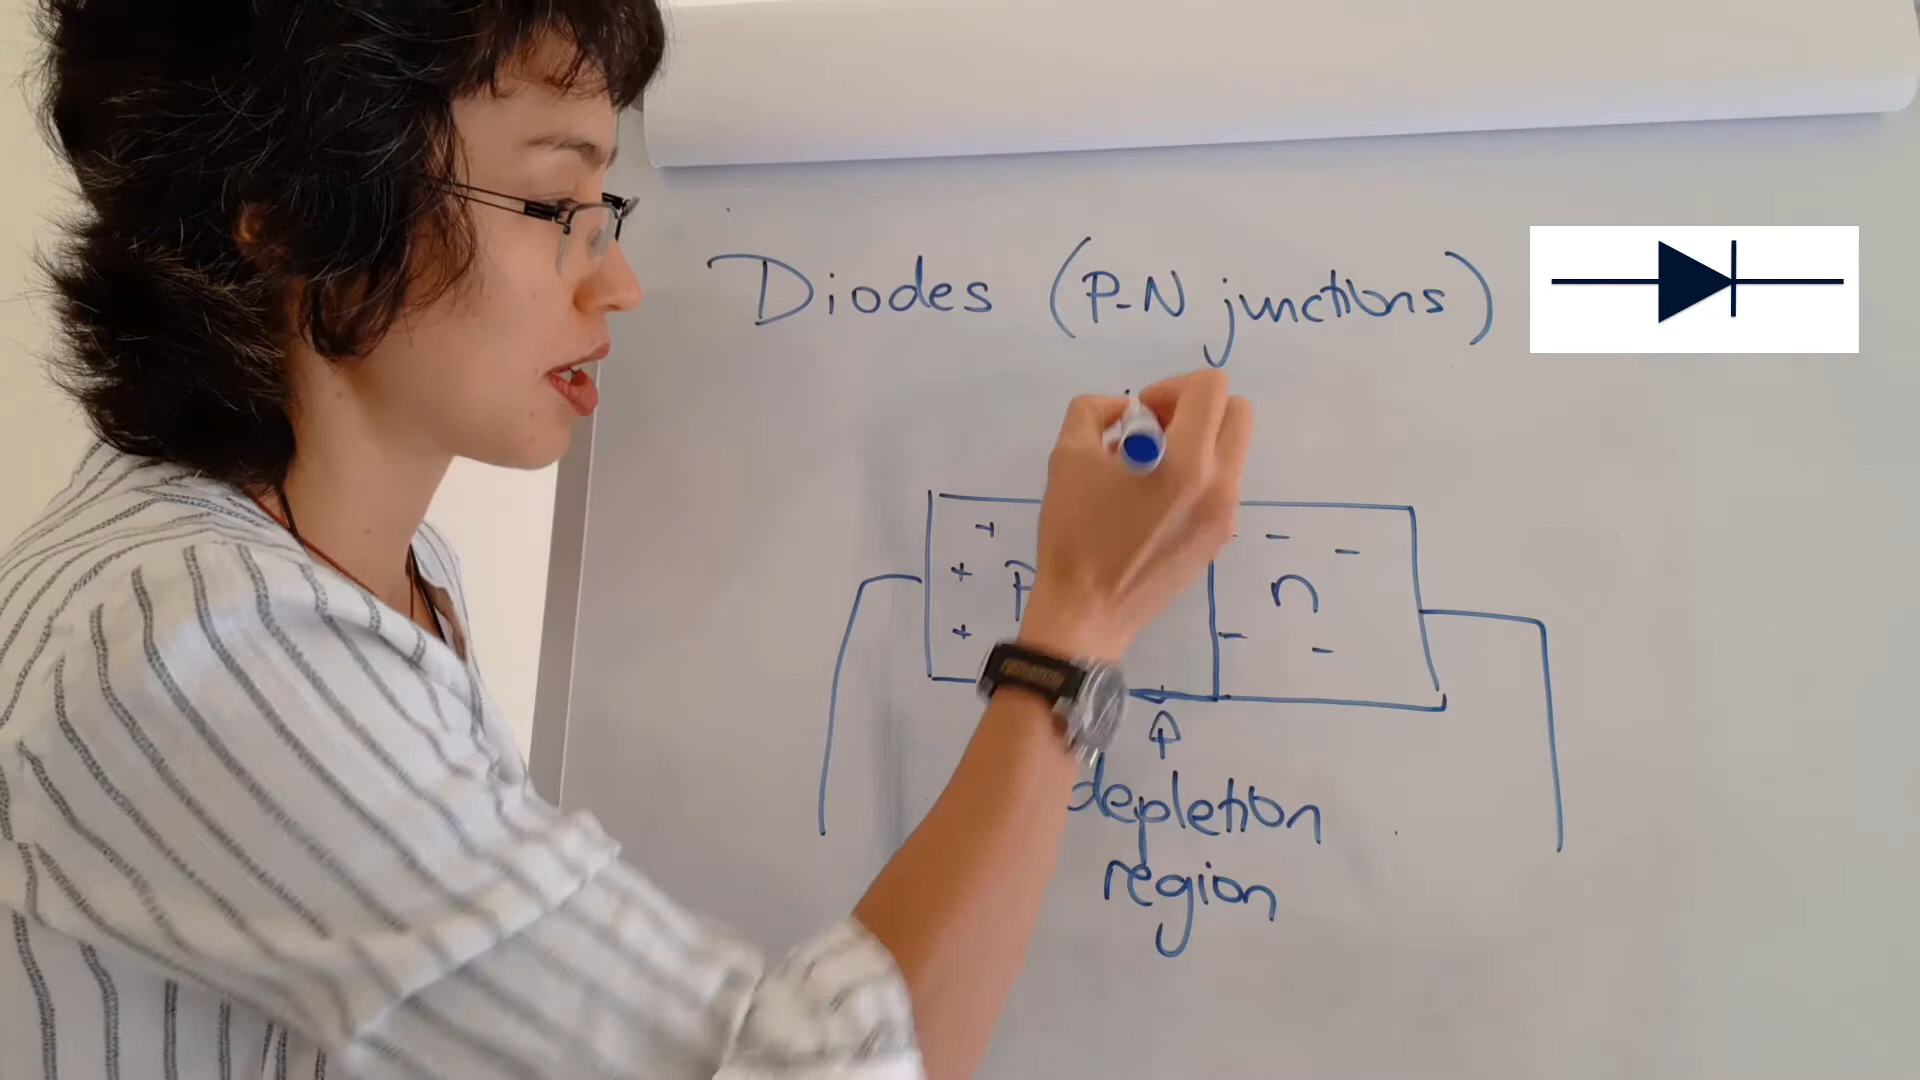 Diodes (P-N junctions)
+ - -
+ P n
+ - -
depletion
region